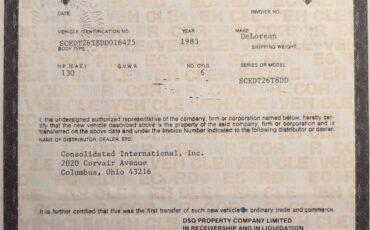 DATE INVOICE NO.
VEHICLE IDENTIFICATION NO. YEAR MAKE
SCEDT26T8DD016425 1983 DeLorean
BODY TYPE SHIPPING WEIGHT
H.P. (S.A.E.) G.V.W.R. NO. CYLS. SERIES OR MODEL
130 6 SCEDT26T8DD
I, the undersigned authorized representative of the company, firm or corporation named below, hereby cer-
tify that the new vehicle described above is the property of the said company, firm or corporation and is
transferred on the above date and under the Invoice Number indicated to the following distributor or dealer.
NAME OF DISTRIBUTOR, DEALER, ETC.
Consolidated International, Inc.
2020 Corvair Avenue
Columbus, Ohio 43216
It is further certified that this was the first transfer of such new vehicle in ordinary trade and commerce.
DSQ PROPERTY COMPANY LIMITED
IN RECEIVERSHIP AND IN LIQUIDATION